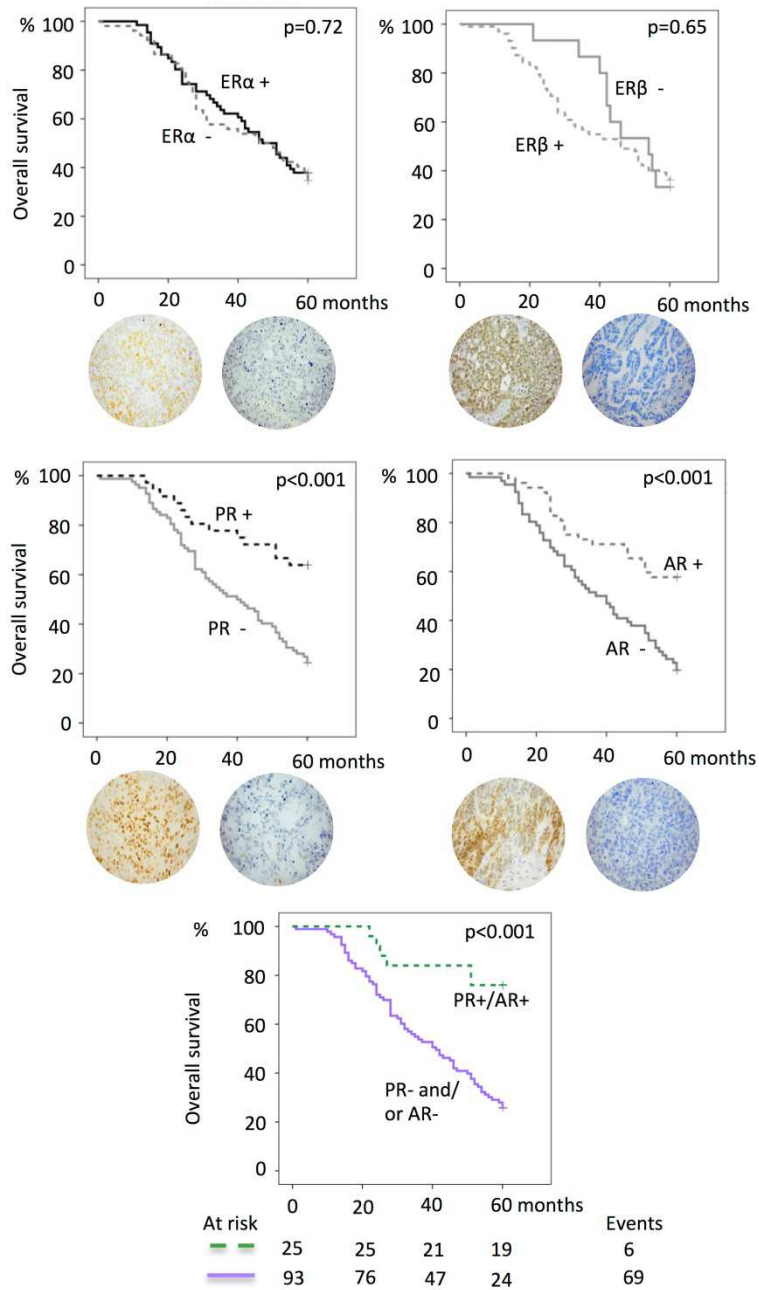 % 100 p=0.72
80
ERα +
60
ERα -
40
20
0
Overall survival
0 20 40 60 months
% 100 p=0.65
80
ERβ -
60
ERβ +
40
20
0
0 20 40 60 months
% 100 p<0.001
80
PR +
60
40
PR -
20
0
Overall survival
0 20 40 60 months
% 100 p<0.001
80
60
AR +
40
AR -
20
0
0 20 40 60 months
% 100 p<0.001
80
PR+/AR+
60
40
PR- and/
or AR-
20
0
Overall survival
0 20 40 60 months
At risk Events
25 25 21 19 6
93 76 47 24 69